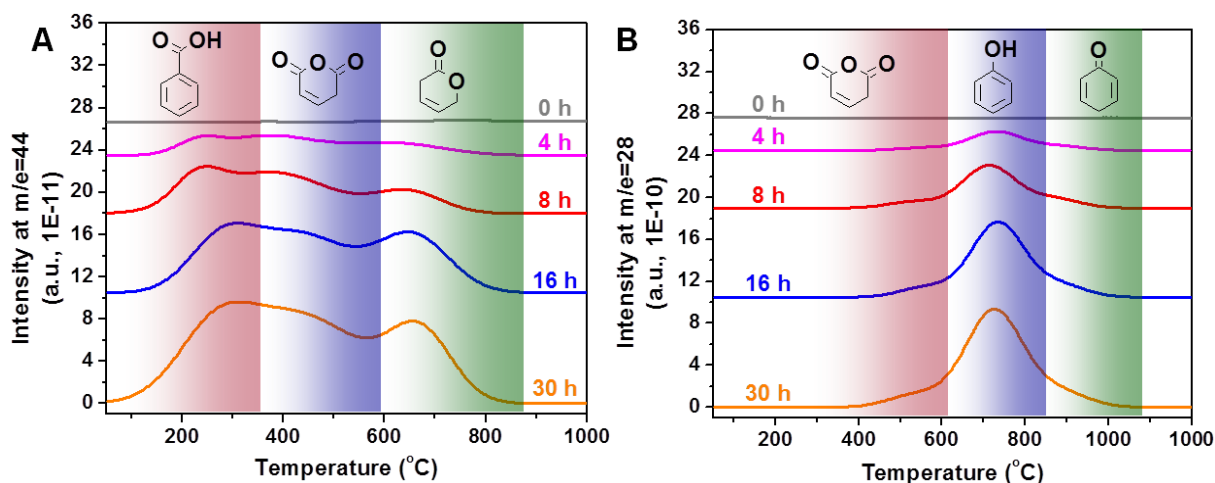 A
36
32
28
24
20
16
12
8
4
0
Intensity at m/e=44
(a.u., 1E-11)
O
OH
O
O
O
O
O
0 h
4 h
8 h
16 h
30 h
200
400
600
800
1000
Temperature (°C)
B
36
32
28
24
20
16
12
8
4
0
Intensity at m/e=28
(a.u., 1E-10)
O
O
O
OH
O
0 h
4 h
8 h
16 h
30 h
200
400
600
800
1000
1000
Temperature (°C)